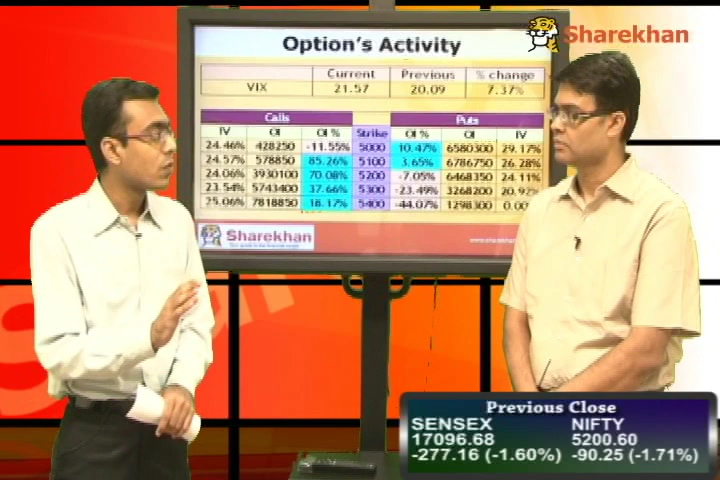 Sharekhan
Option's Activity
Current Previous % change
VIX 21.57 20.09 7.37%
Calls Puts
IV OI OI % Strike OI % OI IV
24.46% 428250 -11.55% 5000 10.47% 6580300 29.17%
24.57% 578850 85.26% 5100 3.65% 6786750 26.28%
24.06% 3930100 70.08% 5200 -7.05% 6468350 24.11%
23.54% 5743400 37.66% 5300 -23.49% 3268200 20.92%
25.06% 7818850 18.17% 5400 -44.07% 1298300 0.00
Sharekhan
Previous Close
SENSEX NIFTY
17096.68 5200.60
-277.16 (-1.60%) -90.25 (-1.71%)